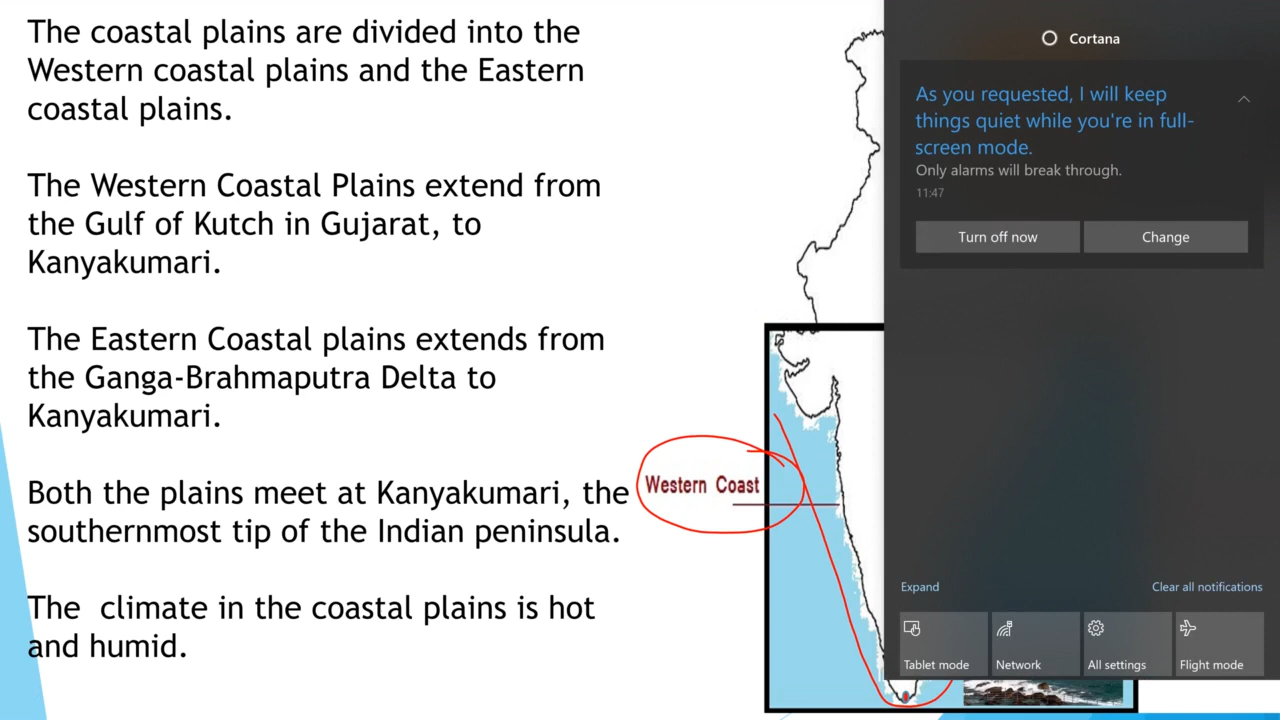 The coastal plains are divided into the
Western coastal plains and the Eastern
coastal plains.
The Western Coastal Plains extend from
the Gulf of Kutch in Gujarat, to
Kanyakumari.
The Eastern Coastal plains extends from
the Ganga-Brahmaputra Delta to
Kanyakumari.
Both the plains meet at Kanyakumari, the
southernmost tip of the Indian peninsula.
The  climate in the coastal plains is hot
and humid.
Western Coast
Cortana
As you requested, I will keep
things quiet while you're in full-
screen mode.
Only alarms will break through.
11:47
Turn off now
Change
Expand
Clear all notifications
Tablet mode
Network
All settings
Flight mode